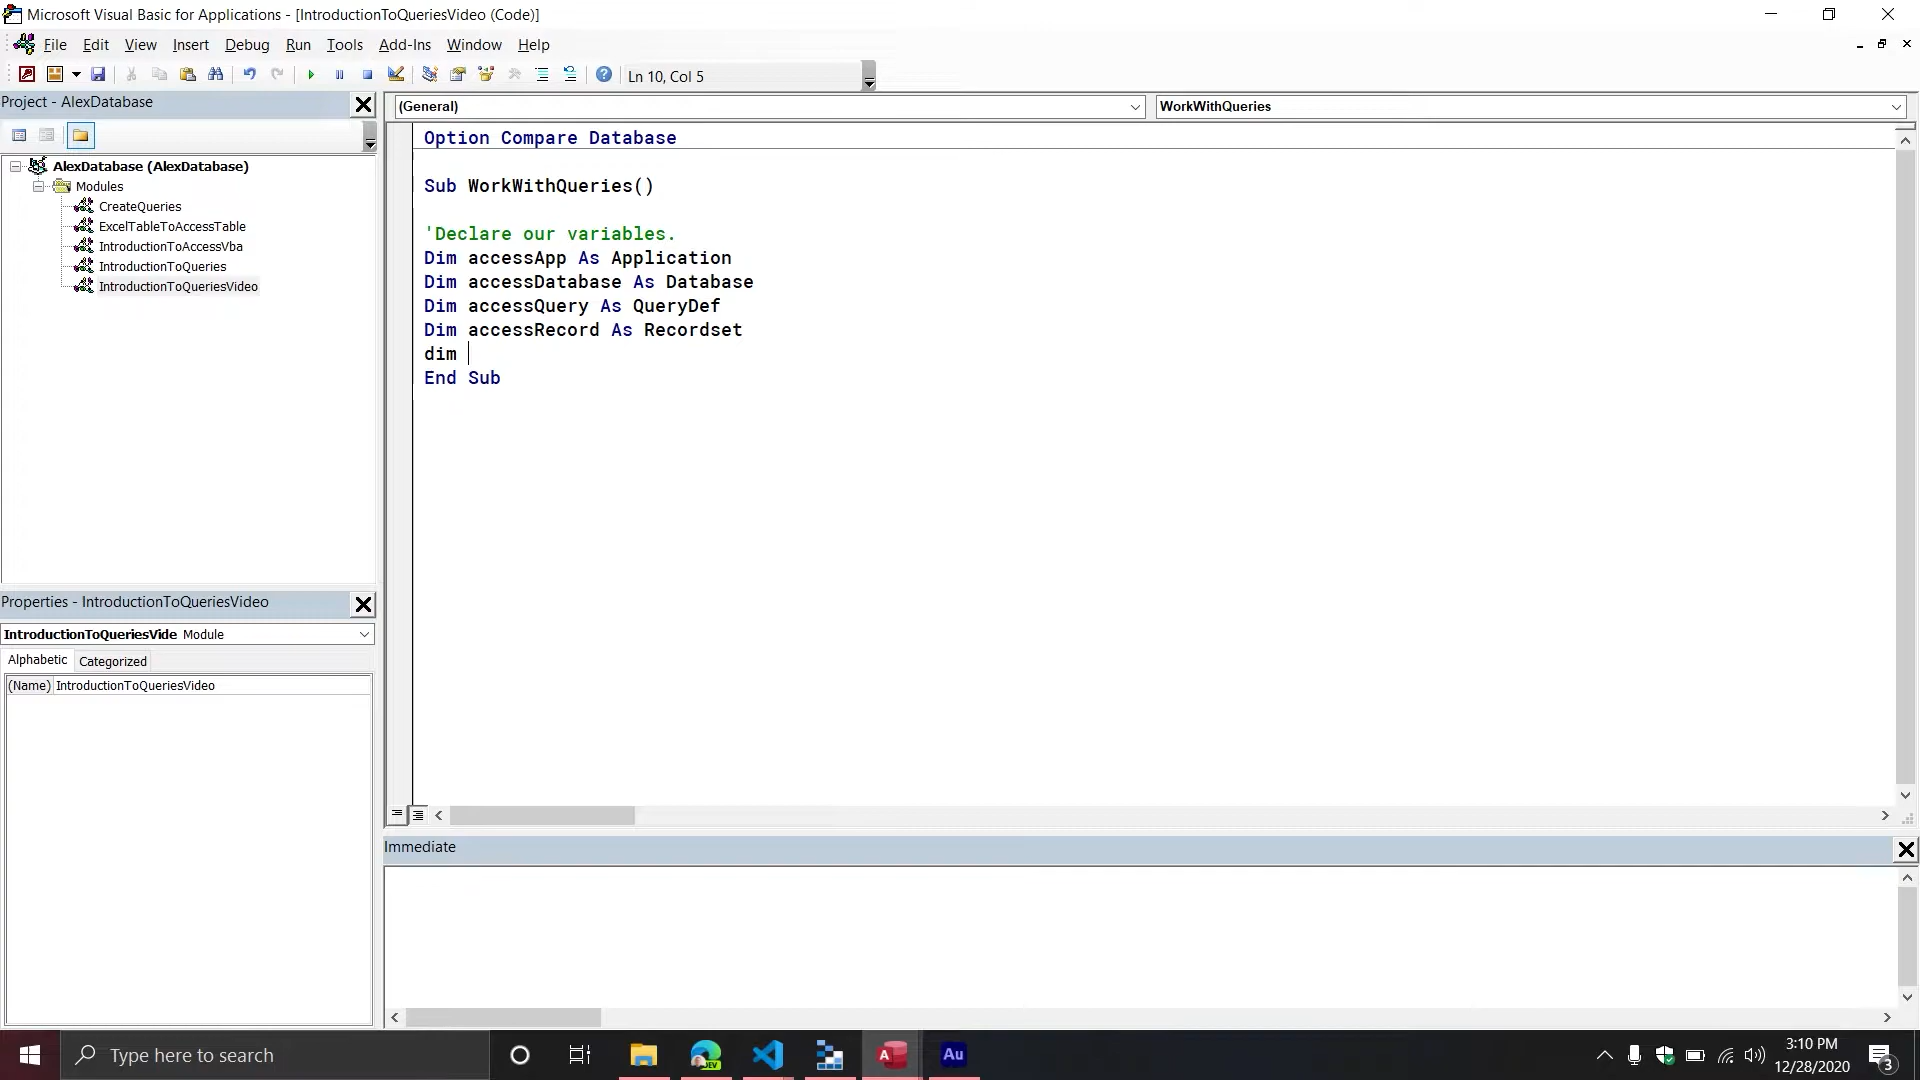 Microsoft Visual Basic for Applications - [IntroductionToQueriesVideo (Code)]
File Edit View Insert Debug Run Tools Add-Ins Window Help
Ln 10, Col 5
Project - AlexDatabase
(General)
WorkWithQueries
AlexDatabase (AlexDatabase)
Modules
CreateQueries
ExcelTableToAccessTable
IntroductionToAccessVba
IntroductionToQueries
IntroductionToQueriesVideo
Option Compare Database
Sub WorkWithQueries()
'Declare our variables.
Dim accessApp As Application
Dim accessDatabase As Database
Dim accessQuery As QueryDef
Dim accessRecord As Recordset
dim
End Sub
Properties - IntroductionToQueriesVideo
IntroductionToQueriesVide Module
Alphabetic Categorized
(Name) IntroductionToQueriesVideo
Immediate
Type here to search
DEV
A
Au
3:10 PM
12/28/2020
3